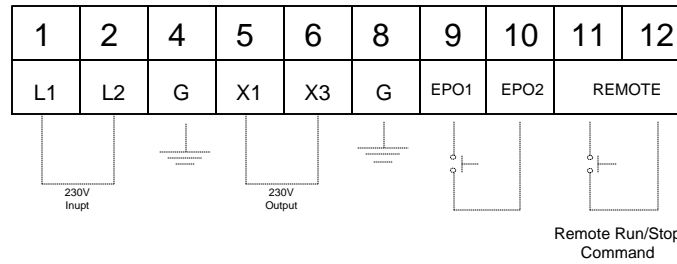 1 2 4 5 6 8 9 10 11 12
L1 L2 G X1 X3 G EPO1 EPO2 REMOTE
230V
Inupt
230V
Output
Remote Run/Stop
Command